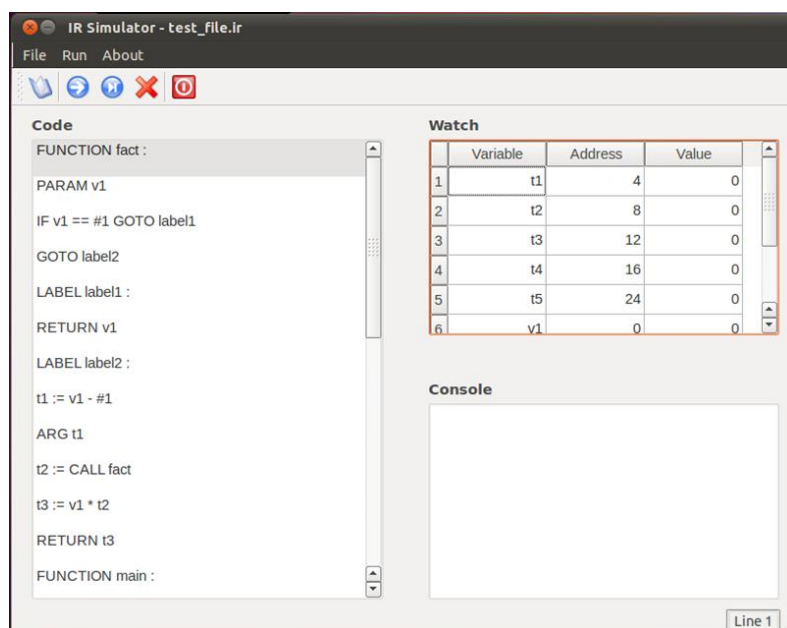 IR Simulator - test_file.ir
File Run About
Code
FUNCTION fact :
PARAM v1
IF v1 == #1 GOTO label1
GOTO label2
LABEL label1 :
RETURN v1
LABEL label2 :
t1 := v1 - #1
ARG t1
t2 := CALL fact
t3 := v1 * t2
RETURN t3
FUNCTION main :
Watch
Variable Address Value
1 t1 4 0
2 t2 8 0
3 t3 12 0
4 t4 16 0
5 t5 24 0
6 v1 0 0
Console
Line 1